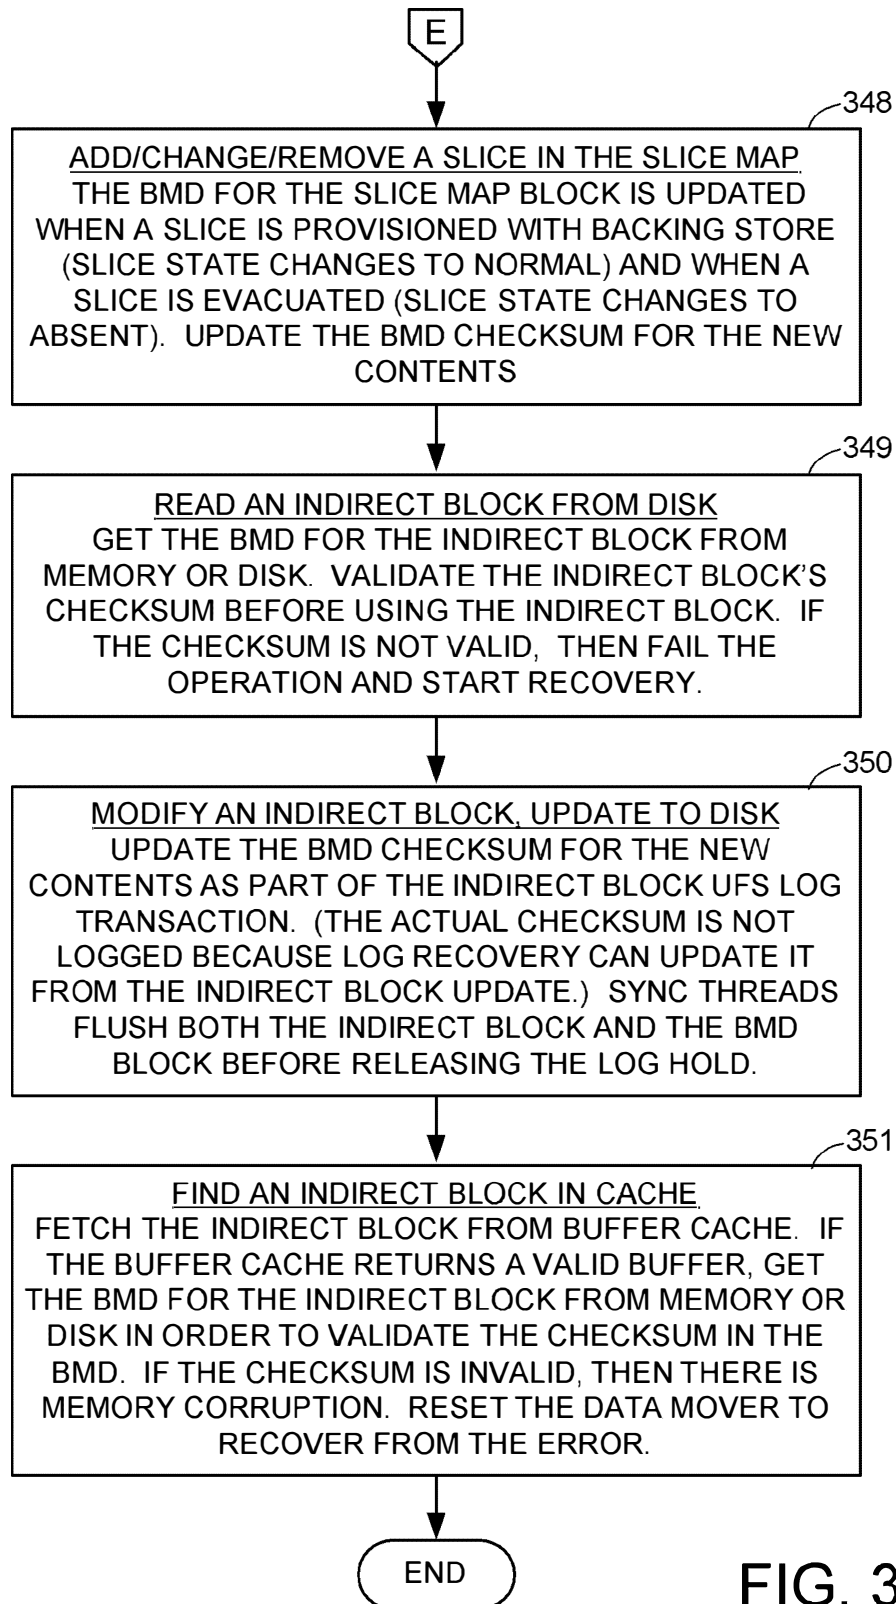 E
348
ADD/CHANGE/REMOVE A SLICE IN THE SLICE MAP
THE BMD FOR THE SLICE MAP BLOCK IS UPDATED
WHEN A SLICE IS PROVISIONED WITH BACKING STORE
(SLICE STATE CHANGES TO NORMAL) AND WHEN A
SLICE IS EVACUATED (SLICE STATE CHANGES TO
ABSENT). UPDATE THE BMD CHECKSUM FOR THE NEW
CONTENTS
349
READ AN INDIRECT BLOCK FROM DISK
GET THE BMD FOR THE INDIRECT BLOCK FROM
MEMORY OR DISK. VALIDATE THE INDIRECT BLOCK'S
CHECKSUM BEFORE USING THE INDIRECT BLOCK. IF
THE CHECKSUM IS NOT VALID, THEN FAIL THE
OPERATION AND START RECOVERY.
350
MODIFY AN INDIRECT BLOCK, UPDATE TO DISK
UPDATE THE BMD CHECKSUM FOR THE NEW
CONTENTS AS PART OF THE INDIRECT BLOCK UFS LOG
TRANSACTION. (THE ACTUAL CHECKSUM IS NOT
LOGGED BECAUSE LOG RECOVERY CAN UPDATE IT
FROM THE INDIRECT BLOCK UPDATE.) SYNC THREADS
FLUSH BOTH THE INDIRECT BLOCK AND THE BMD
BLOCK BEFORE RELEASING THE LOG HOLD.
351
FIND AN INDIRECT BLOCK IN CACHE
FETCH THE INDIRECT BLOCK FROM BUFFER CACHE. IF
THE BUFFER CACHE RETURNS A VALID BUFFER, GET
THE BMD FOR THE INDIRECT BLOCK FROM MEMORY OR
DISK IN ORDER TO VALIDATE THE CHECKSUM IN THE
BMD. IF THE CHECKSUM IS INVALID, THEN THERE IS
MEMORY CORRUPTION. RESET THE DATA MOVER TO
RECOVER FROM THE ERROR.
END
FIG. 3